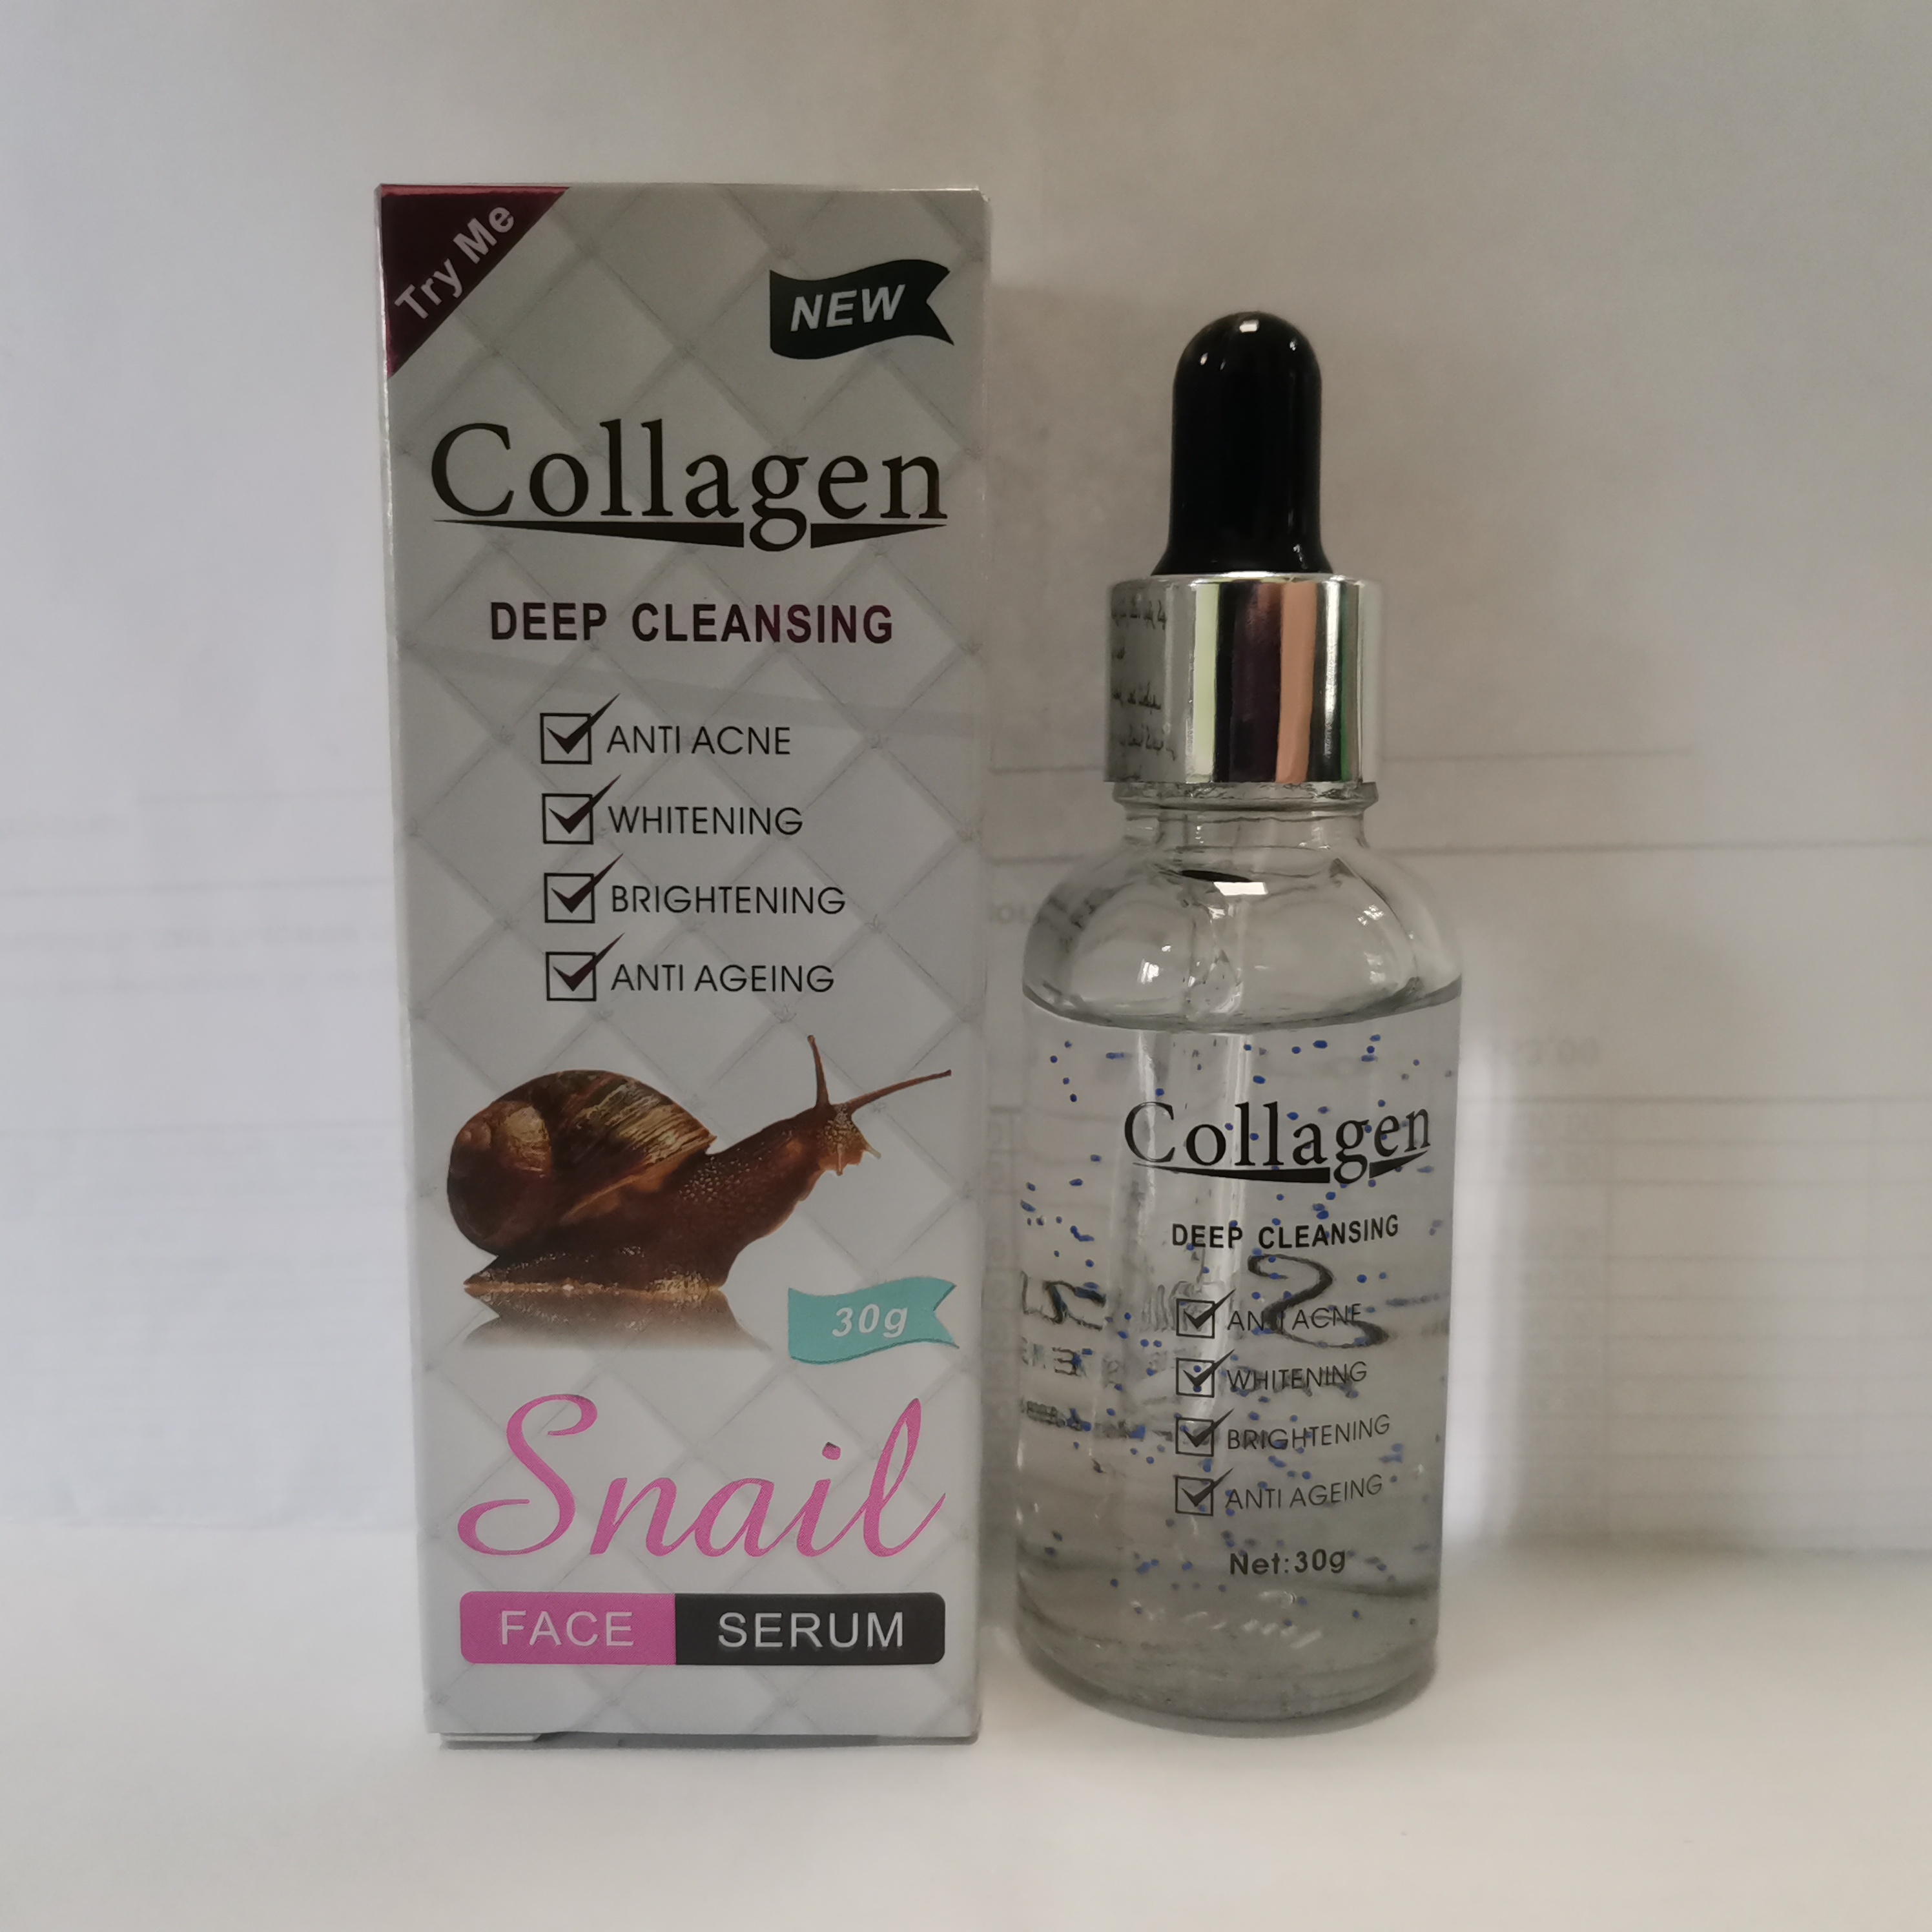 Try Me
NEW
Collagen
DEEP CLEANSING
ANTI ACNE
WHITENING
BRIGHTENING
ANTI AGEING
30g
Snail
FACE SERUM
Collagen
DEEP CLEANSING
ANTI ACNE
WHITENING
BRIGHTENING
ANTI AGEING
Net:30g